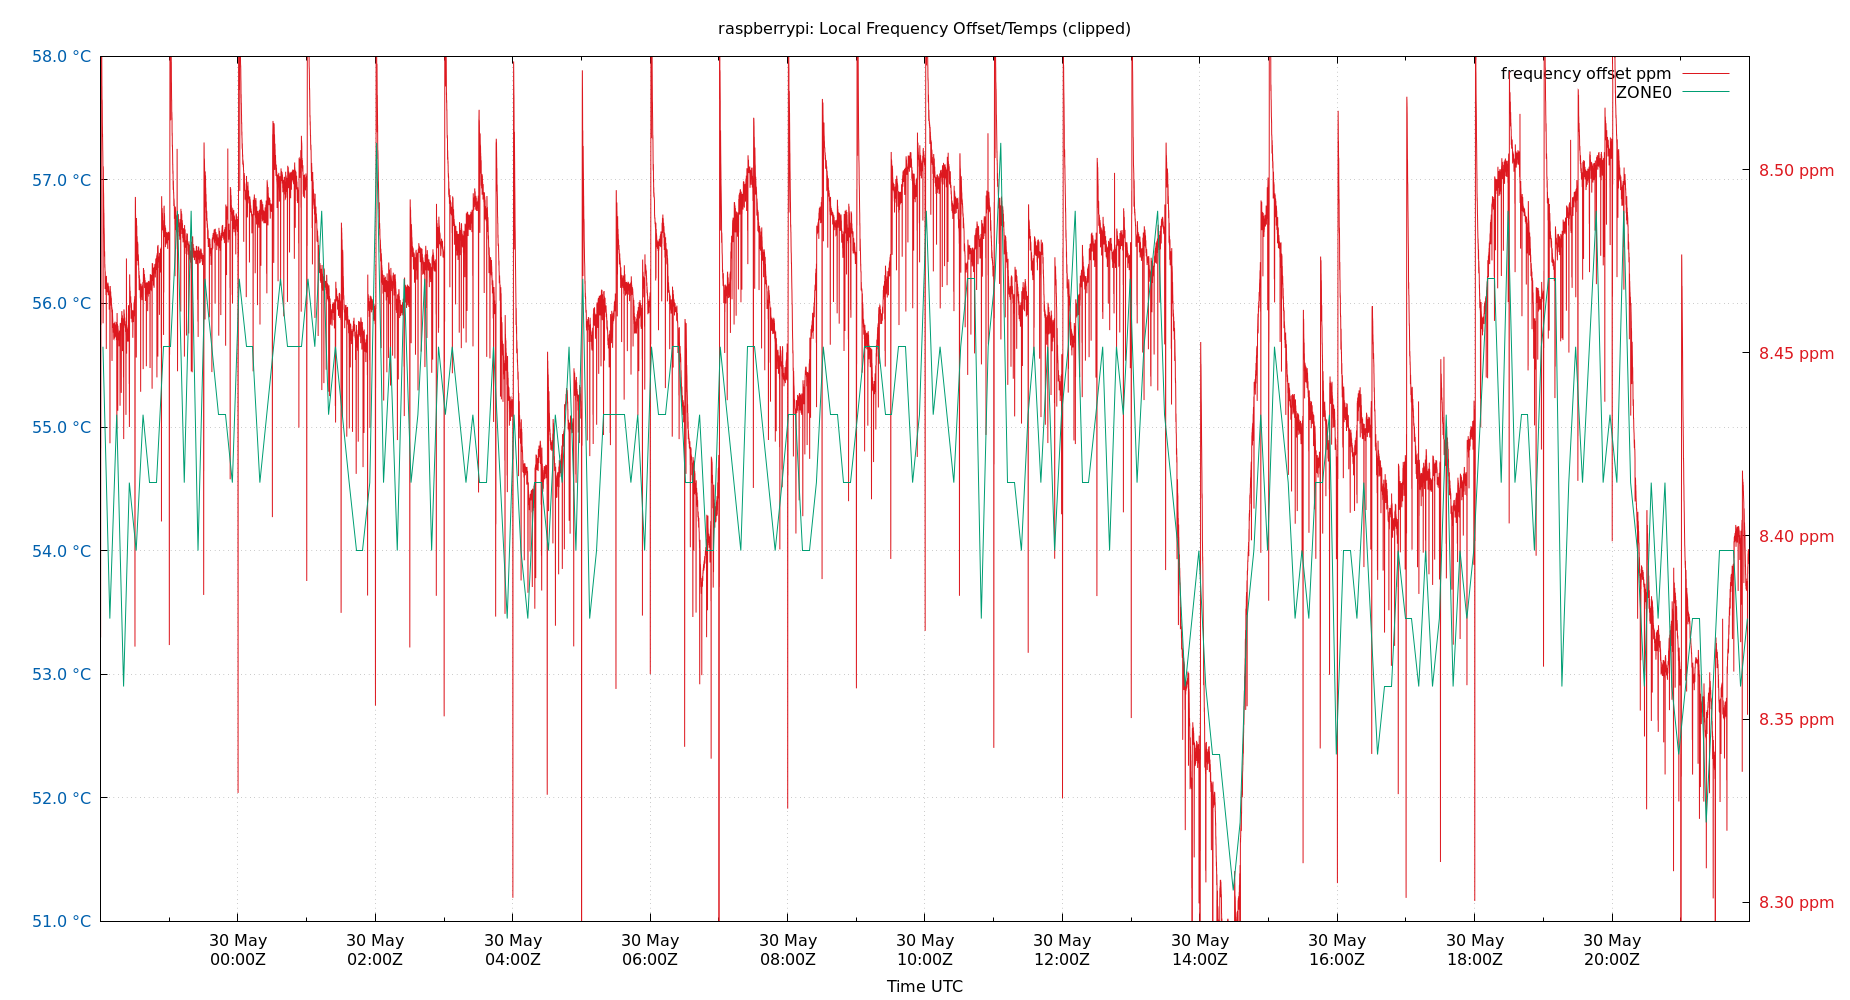 raspberrypi: Local Frequency Offset/Temps (clipped)
frequency offset ppm
ZONE0
58.0 °C
57.0 °C
56.0 °C
55.0 °C
54.0 °C
53.0 °C
52.0 °C
51.0 °C
8.50 ppm
8.45 ppm
8.40 ppm
8.35 ppm
8.30 ppm
30 May
00:00Z
30 May
02:00Z
30 May
04:00Z
30 May
06:00Z
30 May
08:00Z
30 May
10:00Z
30 May
12:00Z
30 May
14:00Z
30 May
16:00Z
30 May
18:00Z
30 May
20:00Z
Time UTC